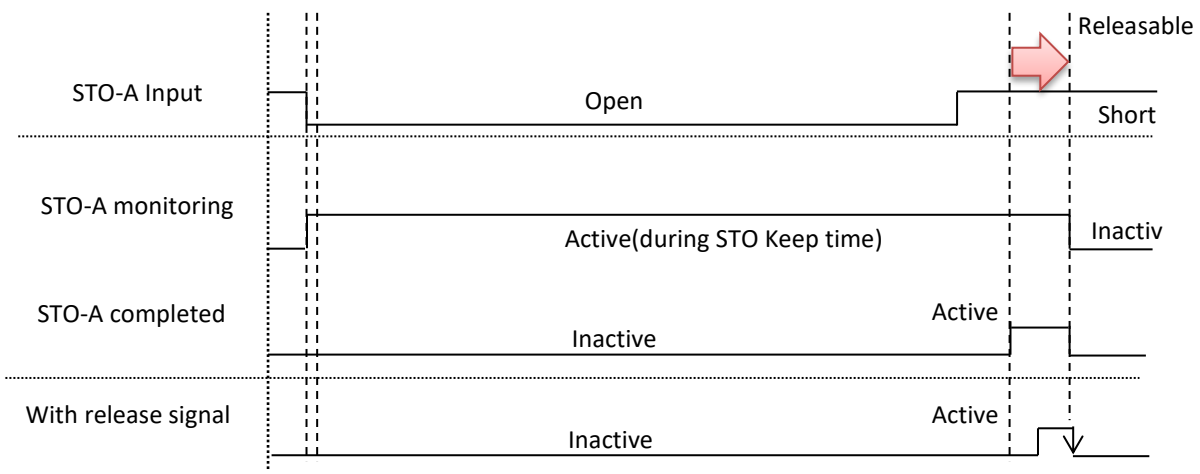 Releasable
STO-A Input
Open
Short
STO-A monitoring
Active(during STO Keep time)
Inactiv
STO-A completed
Active
Inactive
With release signal
Active
Inactive